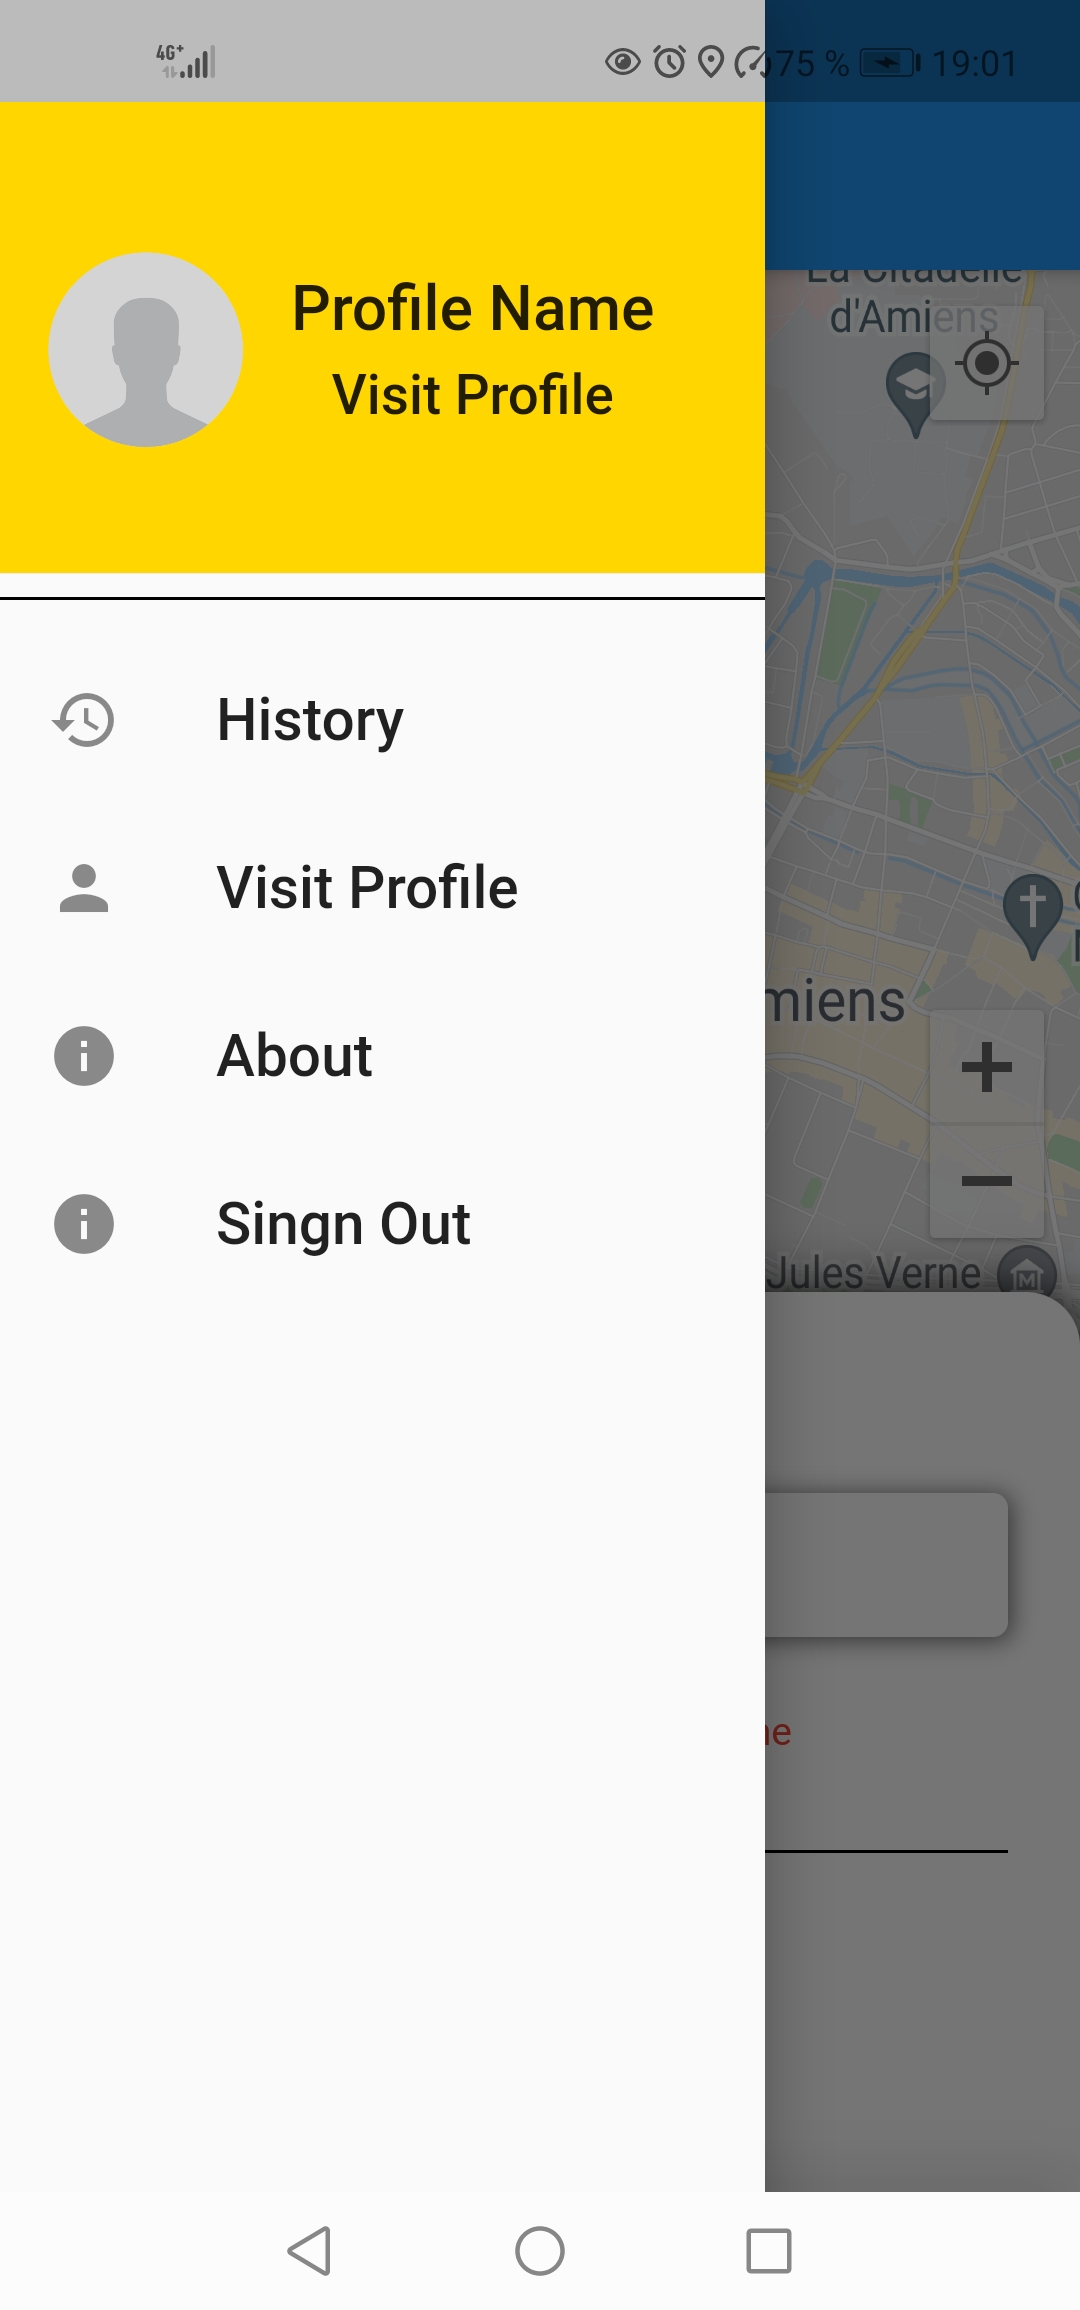 4G+ 75 % 19:01
La Citadelle
d'Amiens
Profile Name
Visit Profile
History
Visit Profile
miens
About
Singn Out
Jules Verne